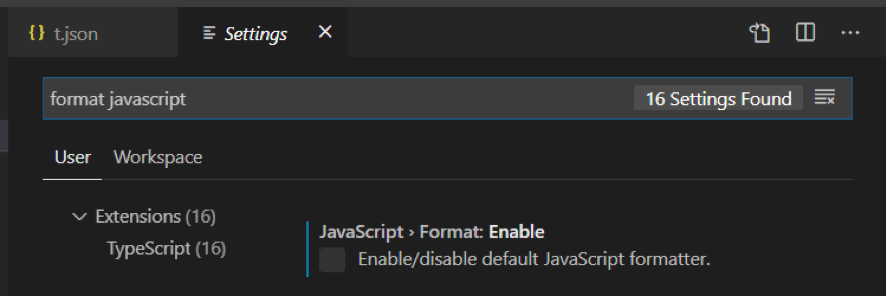 {} t.json
Settings
format javascript
16 Settings Found
User Workspace
Extensions (16)
TypeScript (16)
JavaScript › Format: Enable
Enable/disable default JavaScript formatter.